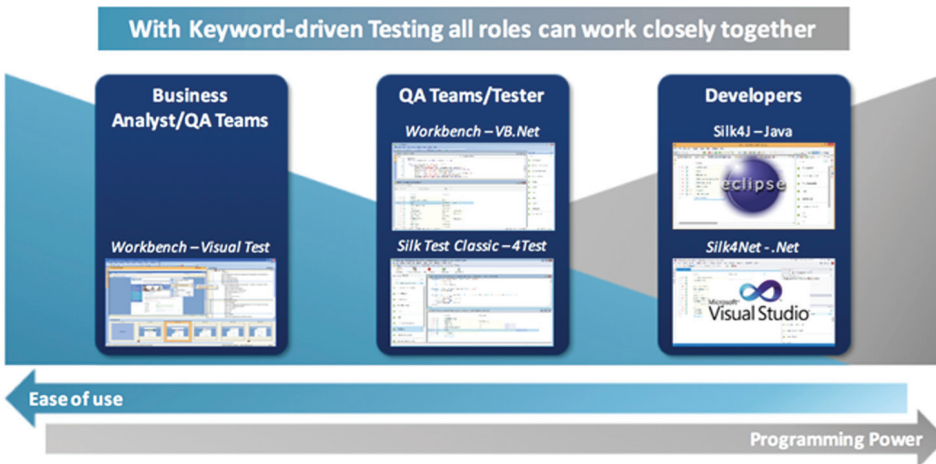 With Keyword-driven Testing all roles can work closely together
Business
Analyst/QA Teams
Workbench – Visual Test
QA Teams/Tester
Workbench – VB.Net
Silk Test Classic – 4Test
Developers
Silk4J – Java
eclipse
Silk4Net - .Net
Microsoft
Visual Studio
Ease of use
Programming Power